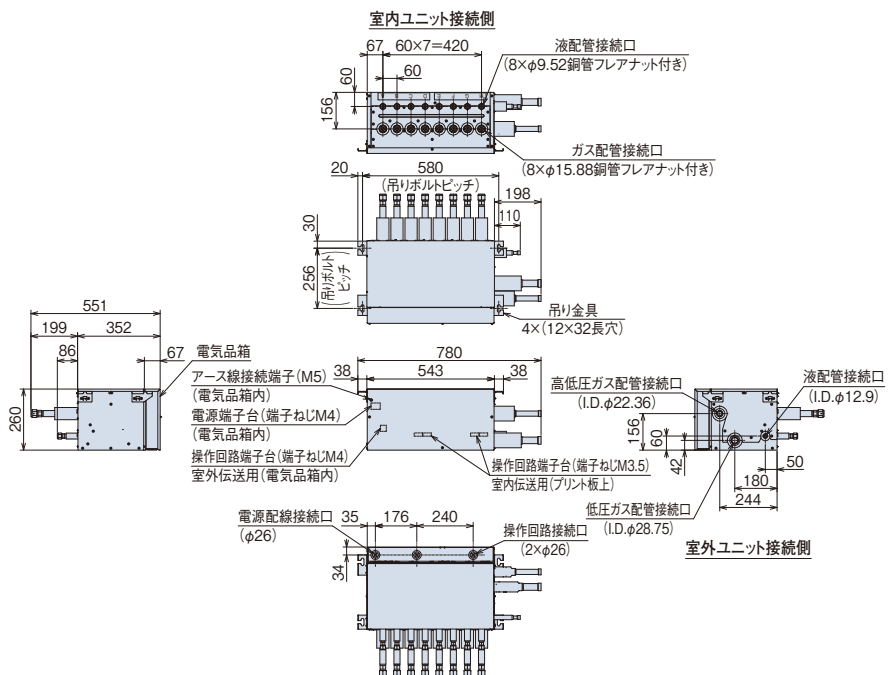 室内ユニット接続側
67
60×7=420
60
60
156
液配管接続口
(8×φ9.52銅管フレアナット付き)
ガス配管接続口
(8×φ15.88銅管フレアナット付き)
20
580
(吊りボルトピッチ)
198
110
30
256
(吊りボルト
ピッチ)
吊り金具
4×(12×32長穴)
551
199
352
86
67
260
電気品箱
アース線接続端子(M5)
(電気品箱内)
電源端子台(端子ねじM4)
(電気品箱内)
操作回路端子台(端子ねじM4)
室外伝送用(電気品箱内)
780
38
543
38
操作回路端子台(端子ねじM3.5)
室内伝送用(プリント板上)
高低圧ガス配管接続口
(I.D.φ22.36)
液配管接続口
(I.D.φ12.9)
156
60
42
50
180
244
低圧ガス配管接続口
(I.D.φ28.75)
室外ユニット接続側
電源配線接続口
(φ26)
35
176
240
34
操作回路接続口
(2×φ26)